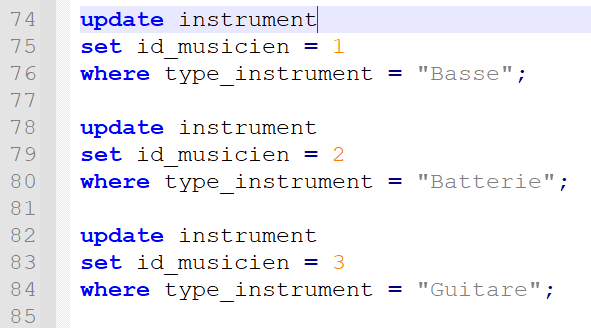 74 update instrument
75 set id_musicien = 1
76 where type_instrument = "Basse";
77
78 update instrument
79 set id_musicien = 2
80 where type_instrument = "Batterie";
81
82 update instrument
83 set id_musicien = 3
84 where type_instrument = "Guitare";
85